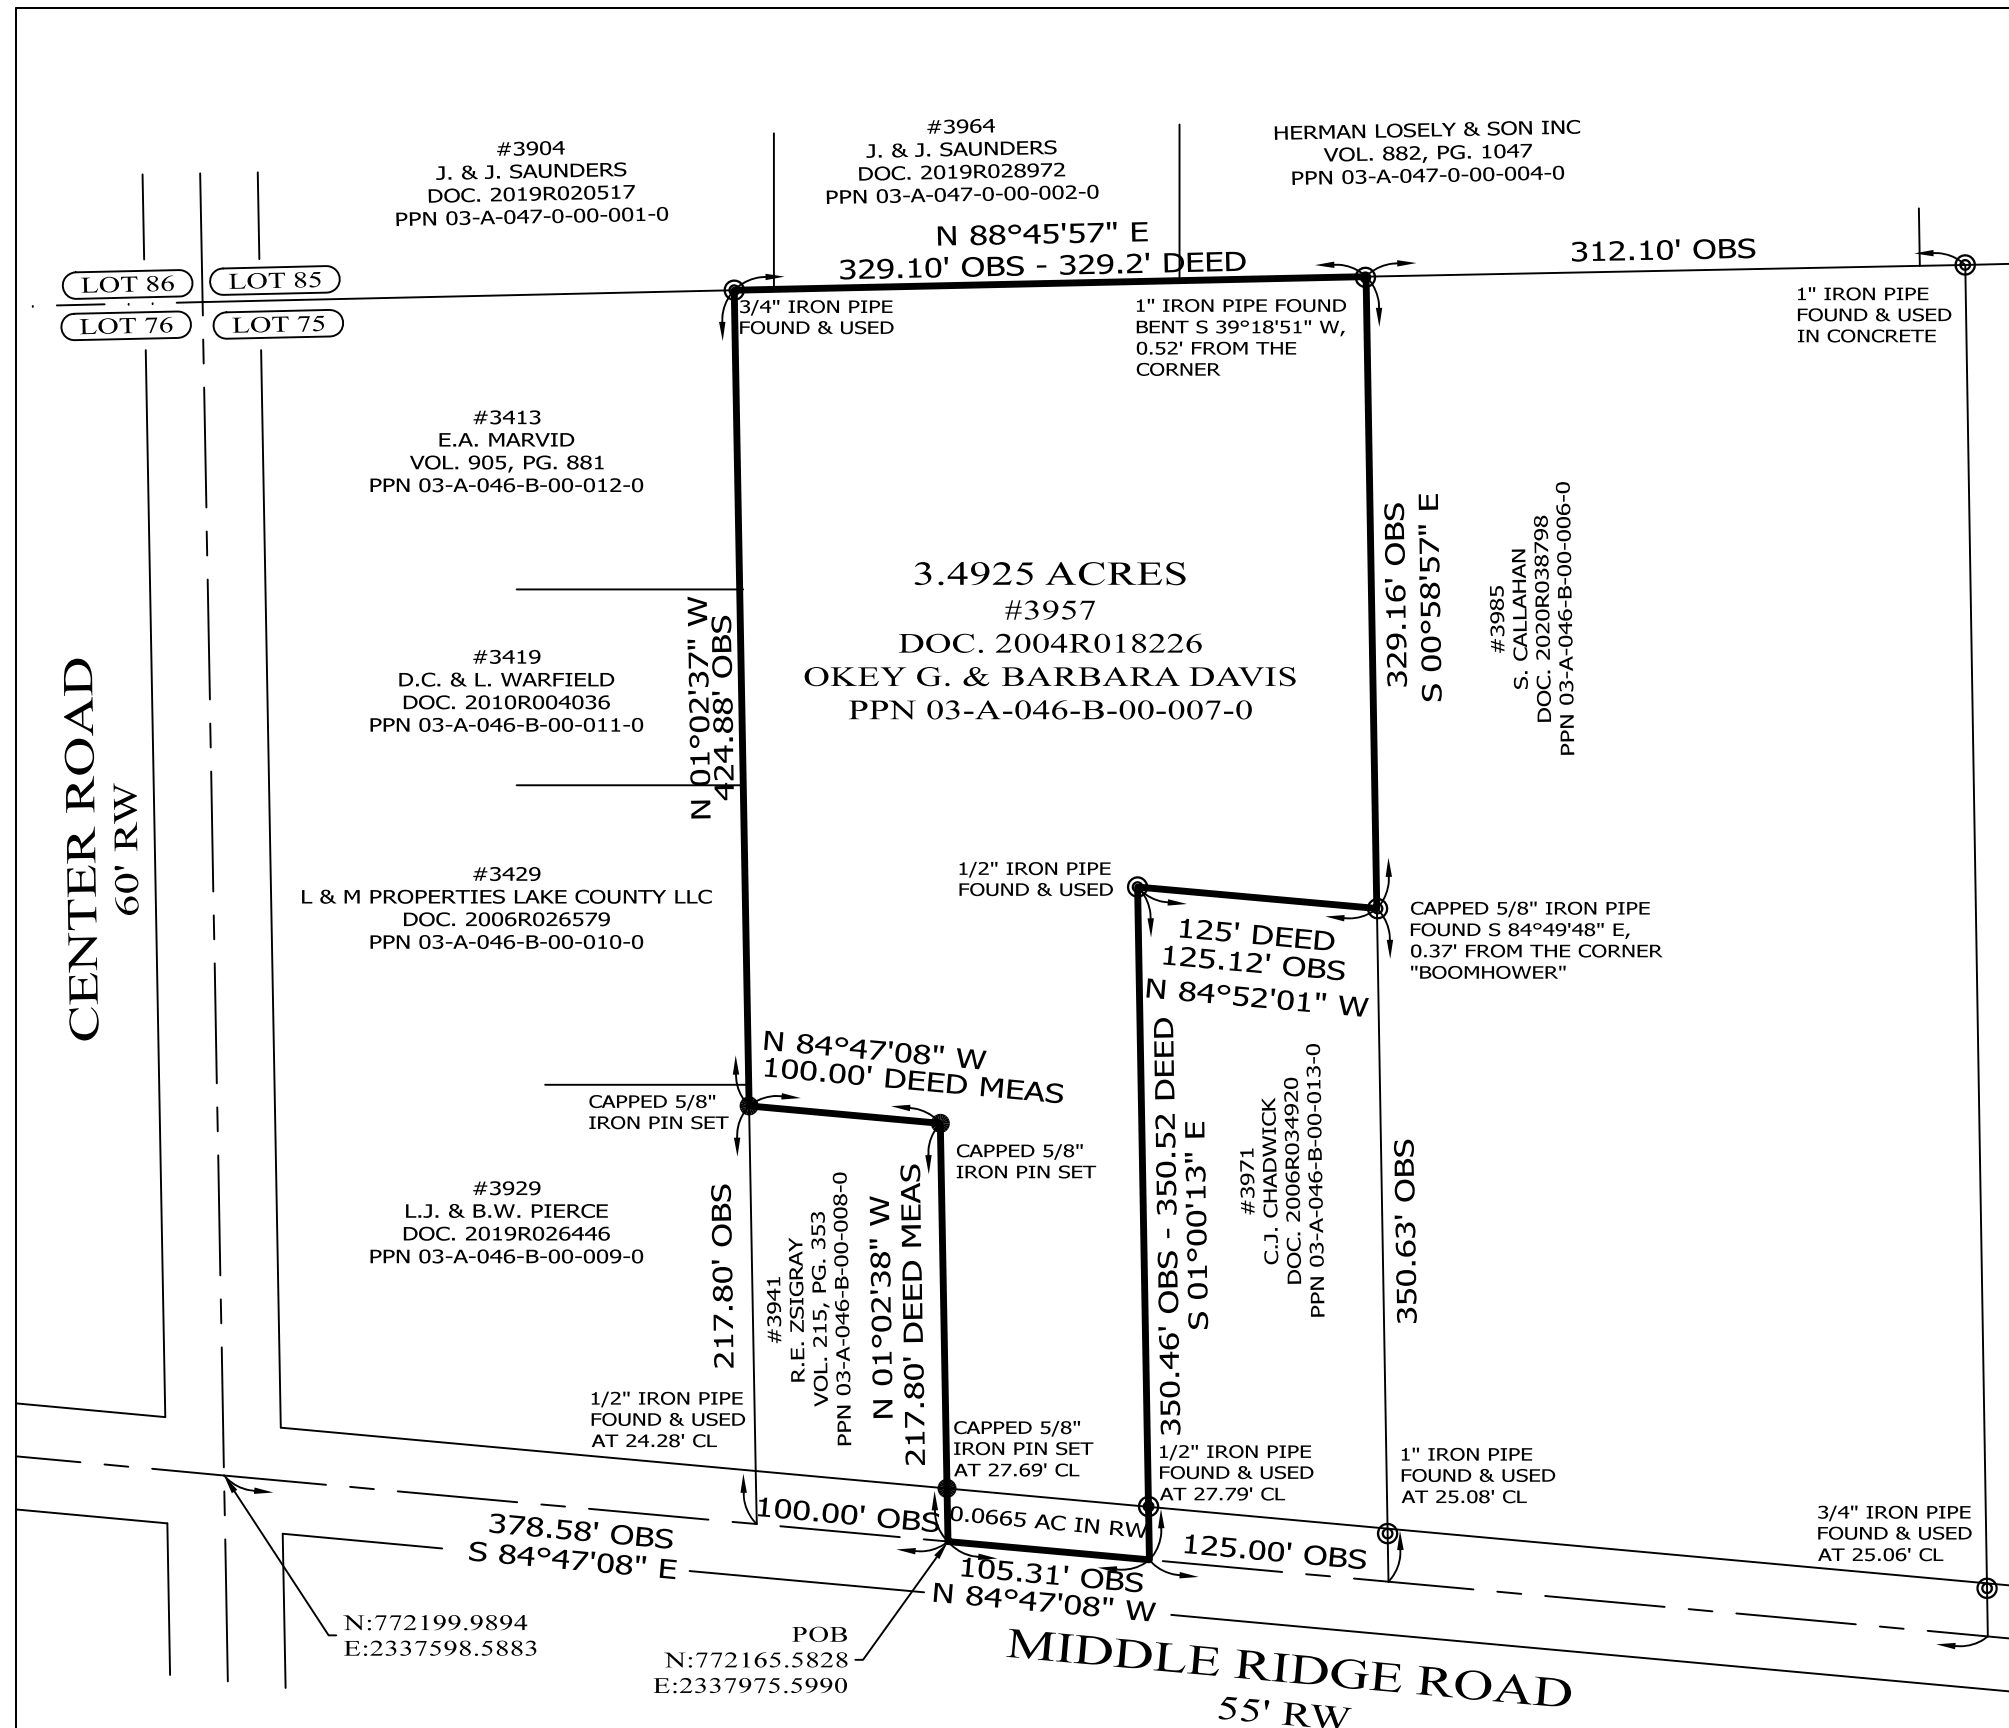 #3904
J. & J. SAUNDERS
DOC. 2019R020517
PPN 03-A-047-0-00-001-0
#3964
J. & J. SAUNDERS
DOC. 2019R028972
PPN 03-A-047-0-00-002-0
HERMAN LOSELY & SON INC
VOL. 882, PG. 1047
PPN 03-A-047-0-00-004-0
N 88°45'57" E
329.10' OBS - 329.2' DEED
312.10' OBS
LOT 86
LOT 85
LOT 76
LOT 75
3/4" IRON PIPE
FOUND & USED
1" IRON PIPE FOUND
BENT S 39°18'51" W,
0.52' FROM THE
CORNER
1" IRON PIPE
FOUND & USED
IN CONCRETE
#3413
E.A. MARVID
VOL. 905, PG. 881
PPN 03-A-046-B-00-012-0
3.4925 ACRES
#3957
DOC. 2004R018226
OKEY G. & BARBARA DAVIS
PPN 03-A-046-B-00-007-0
329.16' OBS
S 00°58'57" E
#3985
S. CALLAHAN
DOC. 2020R038798
PPN 03-A-046-B-00-006-0
N 01°02'37" W
424.88' OBS
#3419
D.C. & L. WARFIELD
DOC. 2010R004036
PPN 03-A-046-B-00-011-0
CENTER ROAD
60' RW
#3429
L & M PROPERTIES LAKE COUNTY LLC
DOC. 2006R026579
PPN 03-A-046-B-00-010-0
1/2" IRON PIPE
FOUND & USED
125' DEED
125.12' OBS
N 84°52'01" W
CAPPED 5/8" IRON PIPE
FOUND S 84°49'48" E,
0.37' FROM THE CORNER
"BOOMHOWER"
N 84°47'08" W
100.00' DEED MEAS
CAPPED 5/8"
IRON PIN SET
CAPPED 5/8"
IRON PIN SET
#3929
L.J. & B.W. PIERCE
DOC. 2019R026446
PPN 03-A-046-B-00-009-0
217.80' OBS
#3941
R.E. ZSIGRAY
VOL. 215, PG. 353
PPN 03-A-046-B-00-008-0
N 01°02'38" W
217.80' DEED MEAS
350.46' OBS - 350.52 DEED
S 01°00'13" E
#3971
C.J. CHADWICK
DOC. 2006R034920
PPN 03-A-046-B-00-013-0
350.63' OBS
1/2" IRON PIPE
FOUND & USED
AT 24.28' CL
CAPPED 5/8"
IRON PIN SET
AT 27.69' CL
1/2" IRON PIPE
FOUND & USED
AT 27.79' CL
1" IRON PIPE
FOUND & USED
AT 25.08' CL
3/4" IRON PIPE
FOUND & USED
AT 25.06' CL
378.58' OBS
S 84°47'08" E
100.00' OBS
0.0665 AC IN RW
105.31' OBS
N 84°47'08" W
125.00' OBS
N:772199.9894
E:2337598.5883
POB
N:772165.5828
E:2337975.5990
MIDDLE RIDGE ROAD
55' RW